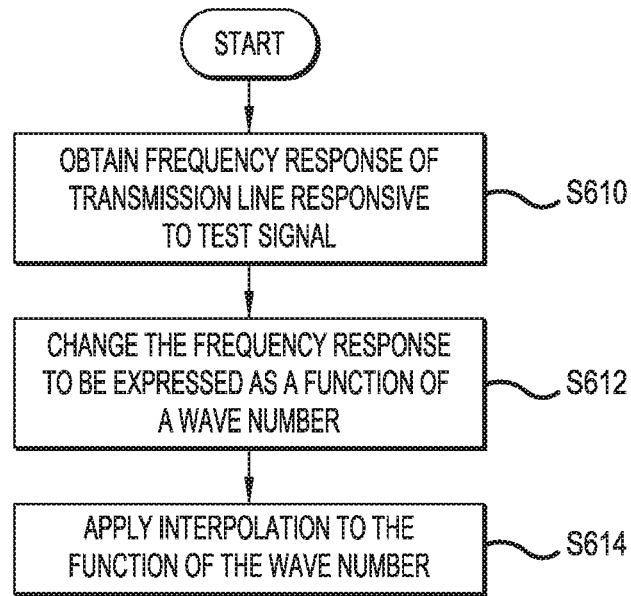 START
OBTAIN FREQUENCY RESPONSE OF
TRANSMISSION LINE RESPONSIVE
TO TEST SIGNAL
S610
CHANGE THE FREQUENCY RESPONSE
TO BE EXPRESSED AS A FUNCTION OF
A WAVE NUMBER
S612
APPLY INTERPOLATION TO THE
FUNCTION OF THE WAVE NUMBER
S614